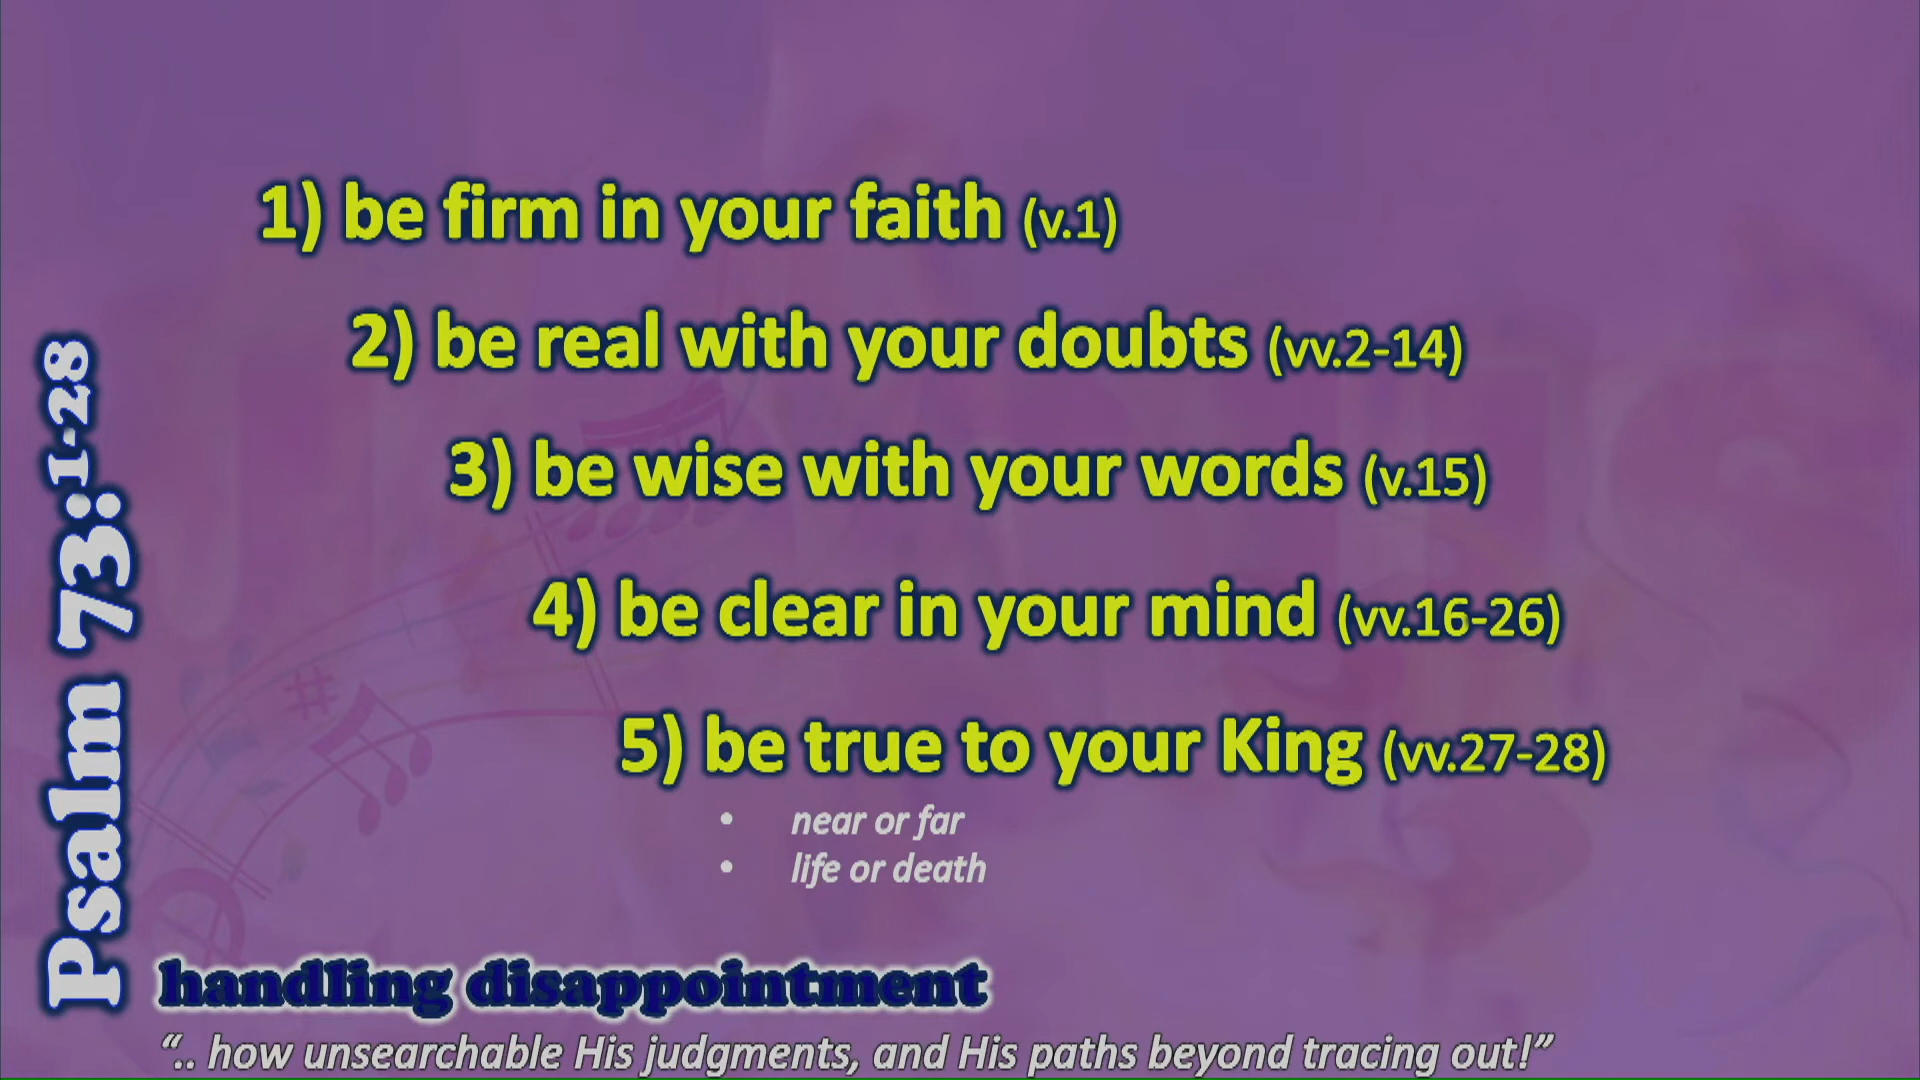 1) be firm in your faith (v.1)
2) be real with your doubts (vv.2-14)
3) be wise with your words (v.15)
4) be clear in your mind (vv.16-26)
5) be true to your King (vv.27-28)
• near or far
• life or death
Psalm 73:1-28
handling disappointment
“.. how unsearchable His judgments, and His paths beyond tracing out!”